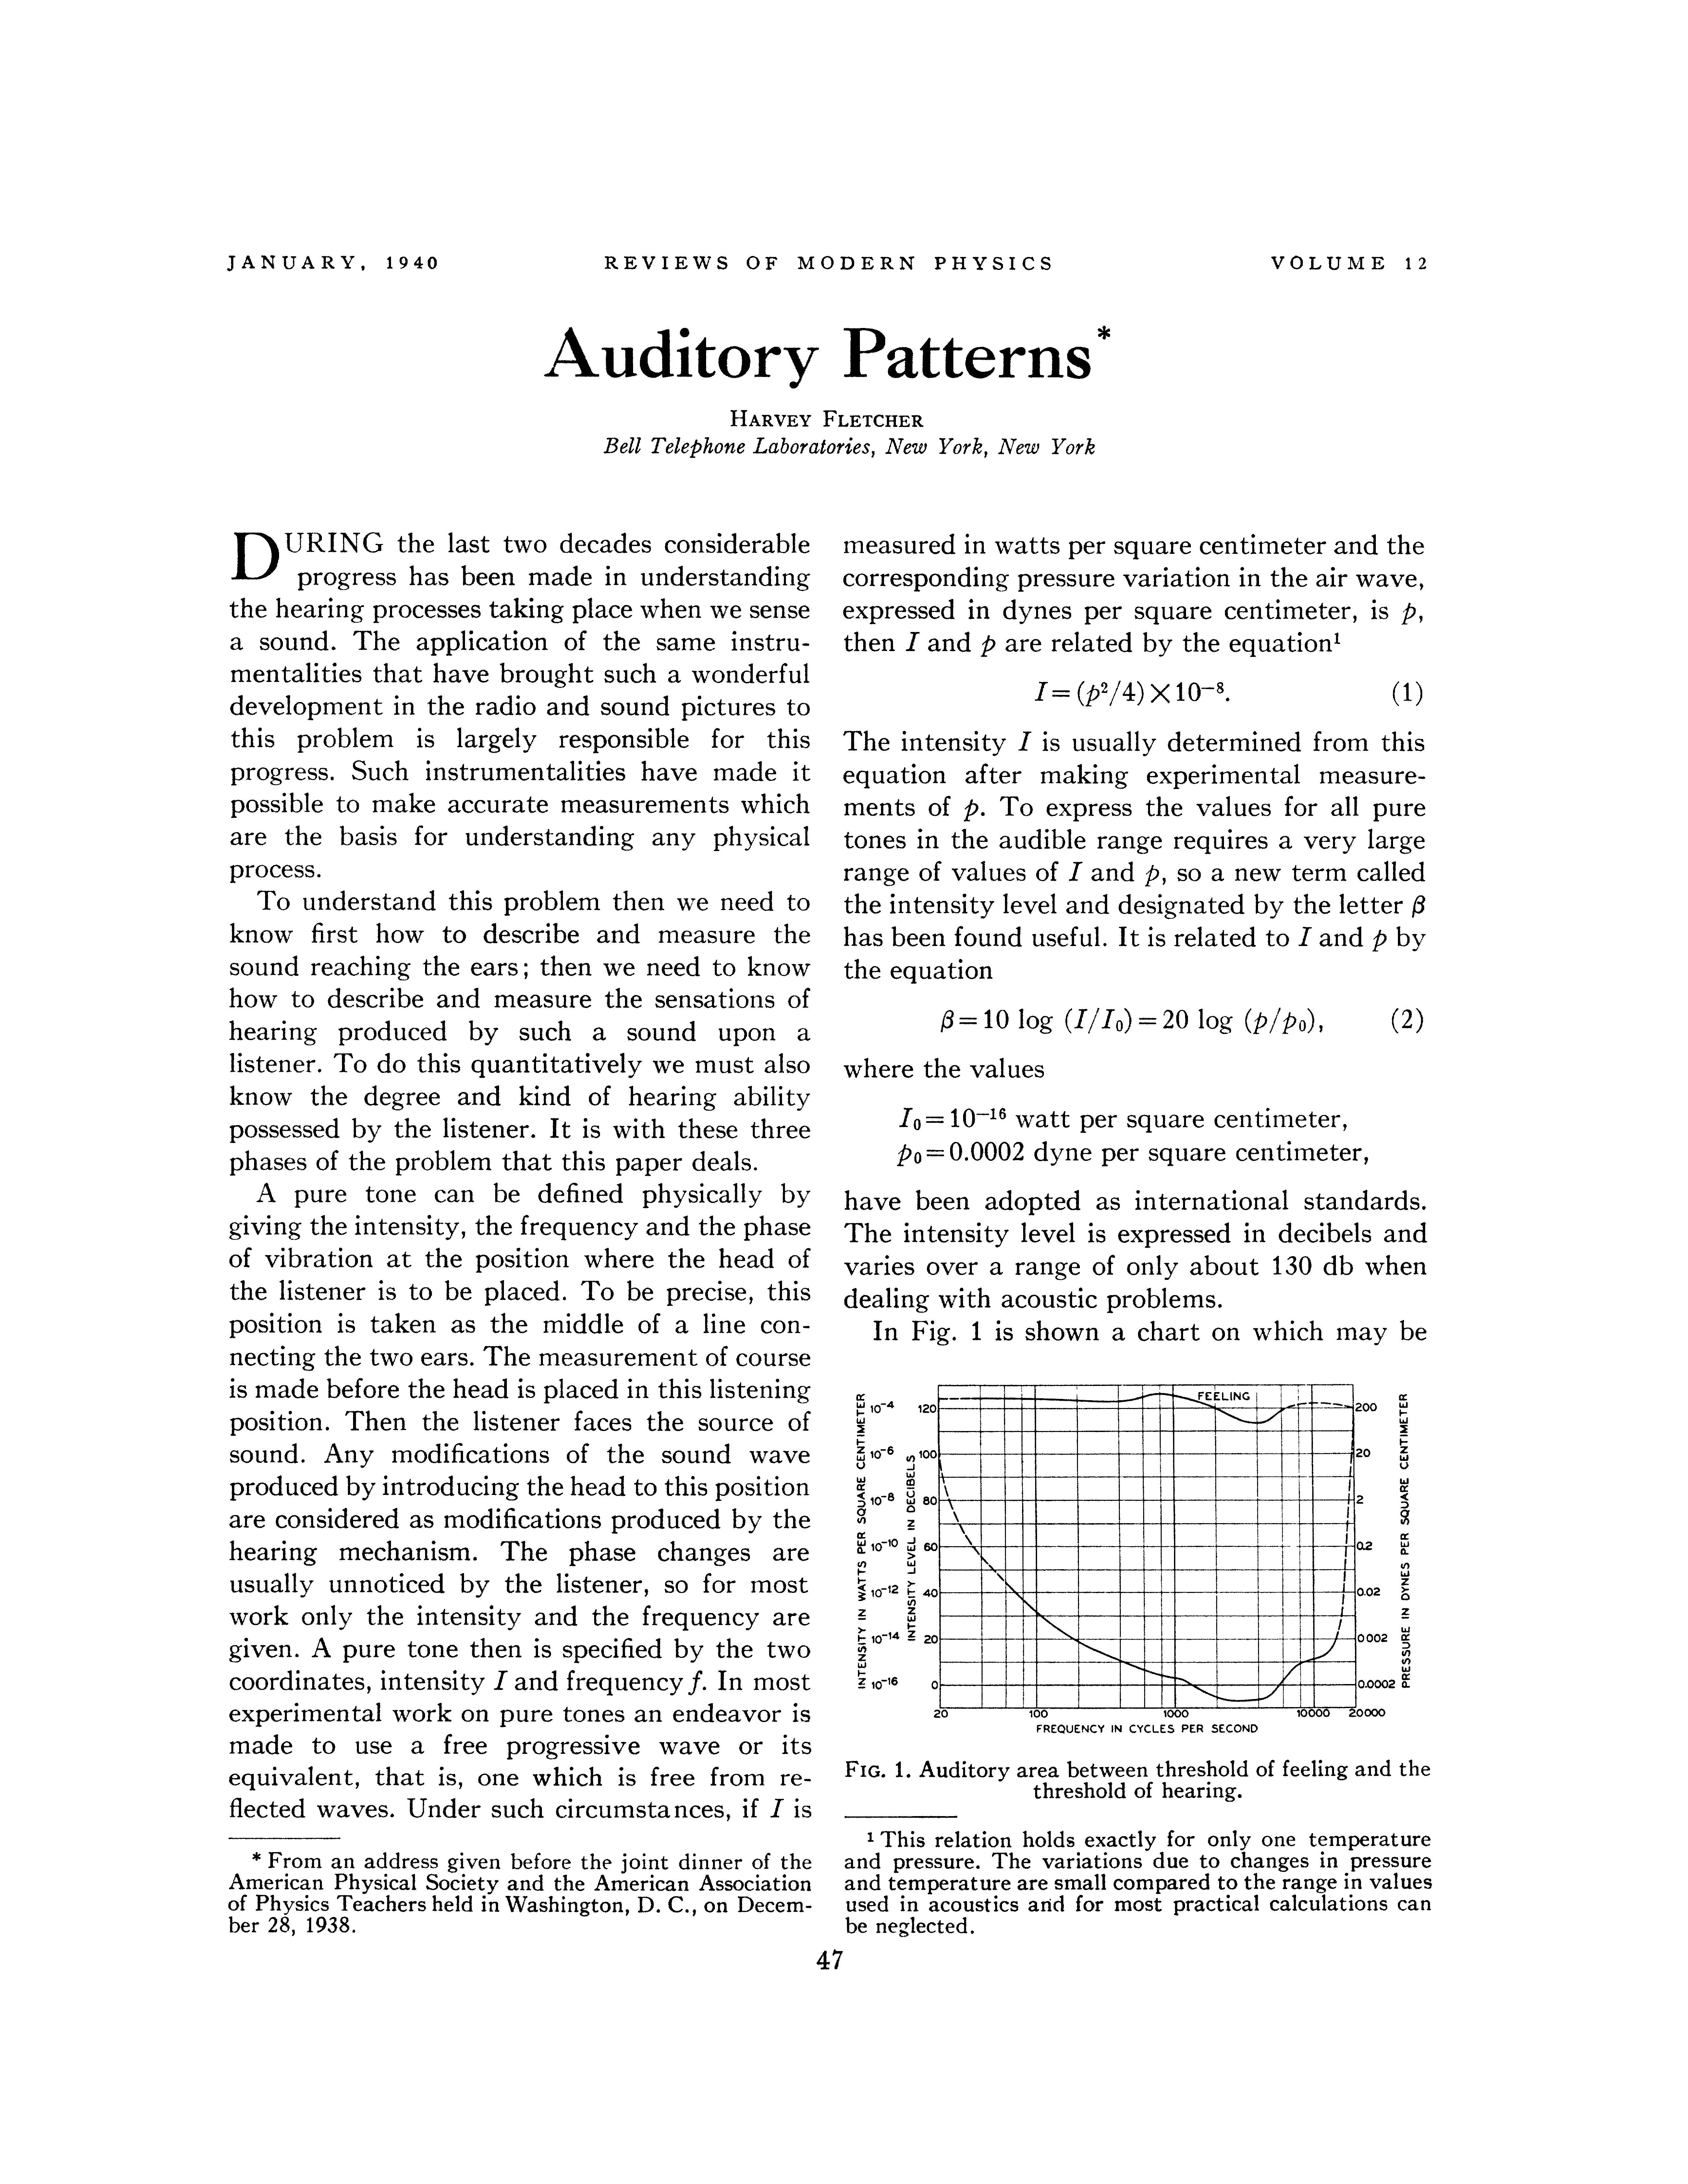 JANUARY, 1940 REVIEWS OF MODERN PHYSICS VOLUME 12
Auditory Patterns*
HARVEY FLETCHER
Bell Telephone Laboratories, New York, New York
DURING the last two decades considerable
progress has been made in understanding
the hearing processes taking place when we sense
a sound. The application of the same instru-
mentalities that have brought such a wonderful
development in the radio and sound pictures to
this problem is largely responsible for this
progress. Such instrumentalities have made it
possible to make accurate measurements which
are the basis for understanding any physical
process.
To understand this problem then we need to
know first how to describe and measure the
sound reaching the ears; then we need to know
how to describe and measure the sensations of
hearing produced by such a sound upon a
listener. To do this quantitatively we must also
know the degree and kind of hearing ability
possessed by the listener. It is with these three
phases of the problem that this paper deals.
A pure tone can be defined physically by
giving the intensity, the frequency and the phase
of vibration at the position where the head of
the listener is to be placed. To be precise, this
position is taken as the middle of a line con-
necting the two ears. The measurement of course
is made before the head is placed in this listening
position. Then the listener faces the source of
sound. Any modifications of the sound wave
produced by introducing the head to this position
are considered as modifications produced by the
hearing mechanism. The phase changes are
usually unnoticed by the listener, so for most
work only the intensity and the frequency are
given. A pure tone then is specified by the two
coordinates, intensity I and frequency f. In most
experimental work on pure tones an endeavor is
made to use a free progressive wave or its
equivalent, that is, one which is free from re-
flected waves. Under such circumstances, if I is
* From an address given before the joint dinner of the
American Physical Society and the American Association
of Physics Teachers held in Washington, D. C., on Decem-
ber 28, 1938.
measured in watts per square centimeter and the
corresponding pressure variation in the air wave,
expressed in dynes per square centimeter, is p,
then I and p are related by the equation¹
I=(p²/4)×10⁻⁸. (1)
The intensity I is usually determined from this
equation after making experimental measure-
ments of p. To express the values for all pure
tones in the audible range requires a very large
range of values of I and p, so a new term called
the intensity level and designated by the letter β
has been found useful. It is related to I and p by
the equation
β=10 log (I/I₀)=20 log (p/p₀), (2)
where the values
I₀=10⁻¹⁶ watt per square centimeter,
p₀=0.0002 dyne per square centimeter,
have been adopted as international standards.
The intensity level is expressed in decibels and
varies over a range of only about 130 db when
dealing with acoustic problems.
In Fig. 1 is shown a chart on which may be
INTENSITY IN WATTS PER SQUARE CENTIMETER
10⁻⁴
10⁻⁶
10⁻⁸
10⁻¹⁰
10⁻¹²
10⁻¹⁴
10⁻¹⁶
INTENSITY LEVEL IN DECIBELS
120
100
80
60
40
20
0
FEELING
200
20
2
0.2
0.02
0.002
0.0002
PRESSURE IN DYNES PER SQUARE CENTIMETER
20 100 1000 10000 20000
FREQUENCY IN CYCLES PER SECOND
FIG. 1. Auditory area between threshold of feeling and the
threshold of hearing.
¹ This relation holds exactly for only one temperature
and pressure. The variations due to changes in pressure
and temperature are small compared to the range in values
used in acoustics and for most practical calculations can
be neglected.
47